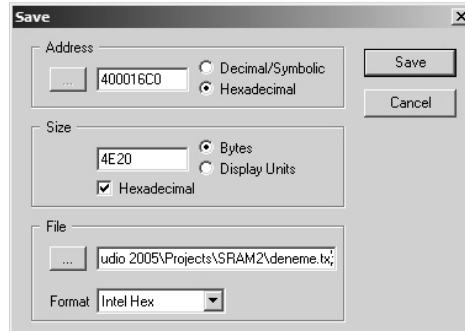 Save
Address
... 400016C0 Decimal/Symbolic
Hexadecimal
Save
Cancel
Size
4E20 Bytes
Display Units
Hexadecimal
File
... udio 2005\Projects\SRAM2\deneme.tx;
Format Intel Hex